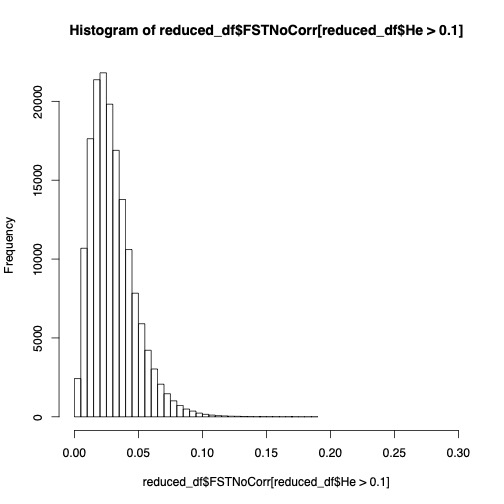 Histogram of reduced_df$FSTNoCorr[reduced_df$He > 0.1]
Frequency
20000
15000
10000
5000
0
0.00 0.05 0.10 0.15 0.20 0.25 0.30
reduced_df$FSTNoCorr[reduced_df$He > 0.1]